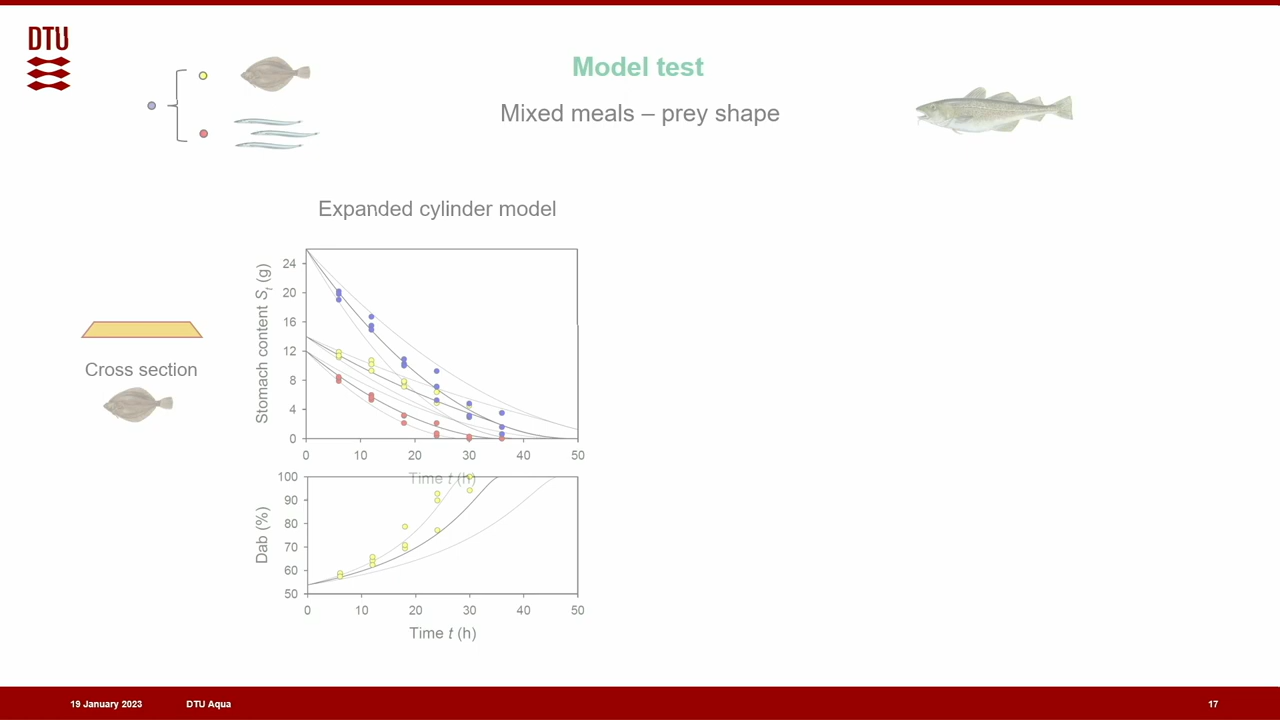 DTU
Model test
Mixed meals – prey shape
Expanded cylinder model
Cross section
Stomach content St (g)
24
20
16
12
8
4
0
0 10 20 30 40 50
Time t (h)
Dab (%)
100
90
80
70
60
50
0 10 20 30 40 50
Time t (h)
19 January 2023 DTU Aqua 17